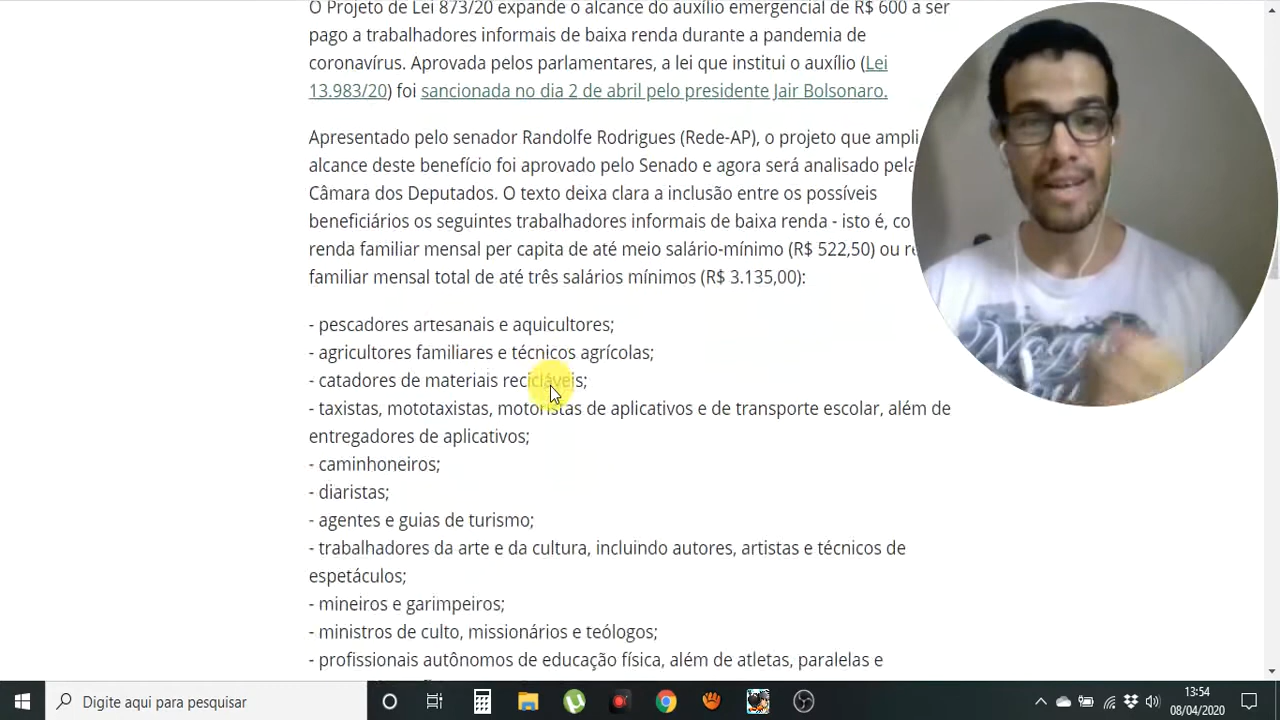 O Projeto de Lei 873/20 expande o alcance do auxílio emergencial de R$ 600 a ser
pago a trabalhadores informais de baixa renda durante a pandemia de
coronavírus. Aprovada pelos parlamentares, a lei que institui o auxílio (Lei
13.983/20) foi sancionada no dia 2 de abril pelo presidente Jair Bolsonaro.
Apresentado pelo senador Randolfe Rodrigues (Rede-AP), o projeto que ampli
alcance deste benefício foi aprovado pelo Senado e agora será analisado pela
Câmara dos Deputados. O texto deixa clara a inclusão entre os possíveis
beneficiários os seguintes trabalhadores informais de baixa renda - isto é, co
renda familiar mensal per capita de até meio salário-mínimo (R$ 522,50) ou re
familiar mensal total de até três salários mínimos (R$ 3.135,00):
- pescadores artesanais e aquicultores;
- agricultores familiares e técnicos agrícolas;
- catadores de materiais recicláveis;
- taxistas, mototaxistas, motoristas de aplicativos e de transporte escolar, além de
entregadores de aplicativos;
- caminhoneiros;
- diaristas;
- agentes e guias de turismo;
- trabalhadores da arte e da cultura, incluindo autores, artistas e técnicos de
espetáculos;
- mineiros e garimpeiros;
- ministros de culto, missionários e teólogos;
- profissionais autônomos de educação física, além de atletas, paralelas e
Digite aqui para pesquisar
13:54
08/04/2020